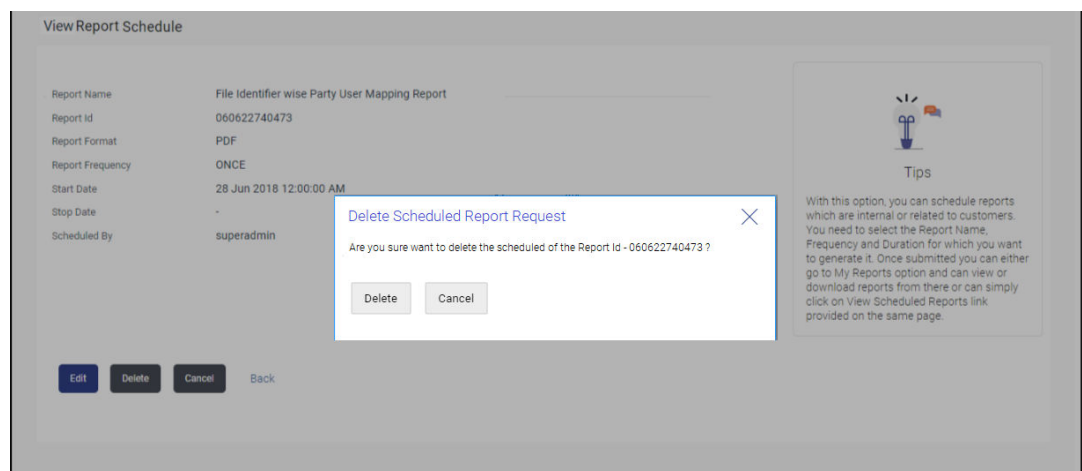 View Report Schedule
Report Name File Identifier wise Party User Mapping Report
Report Id 060622740473
Report Format PDF
Report Frequency ONCE
Start Date 28 Jun 2018 12:00:00 AM
Stop Date -
Scheduled By superadmin
Delete Scheduled Report Request
Are you sure want to delete the scheduled of the Report Id - 060622740473 ?
Delete Cancel
Tips
With this option, you can schedule reports
which are internal or related to customers.
You need to select the Report Name,
Frequency and Duration for which you want
to generate it. Once submitted you can either
go to My Reports option and can view or
download reports from there or can simply
click on View Scheduled Reports link
provided on the same page.
Edit Delete Cancel Back